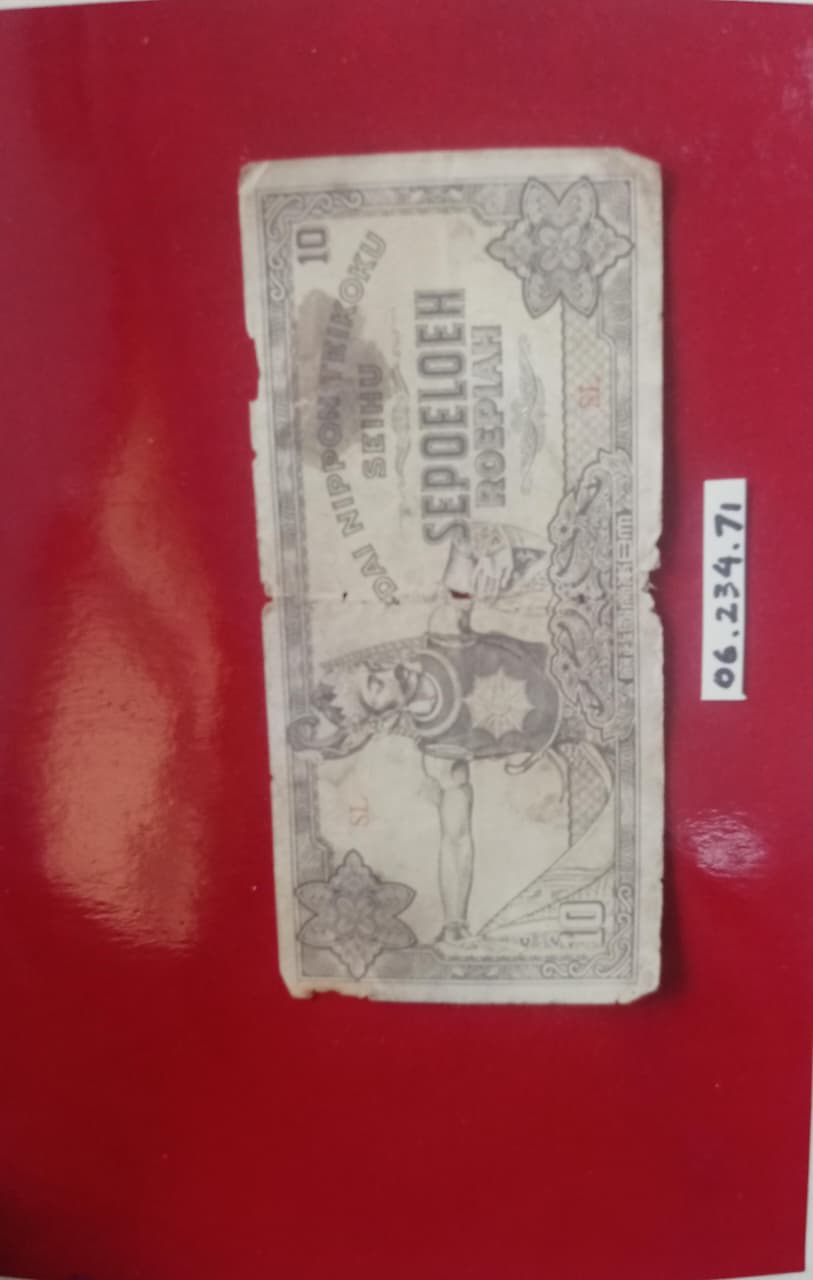 10
DAI NIPPON TEIKOKU
SEIHU
SEPOELOEH
ROEPIAH
SL
SL
10
06.234.71